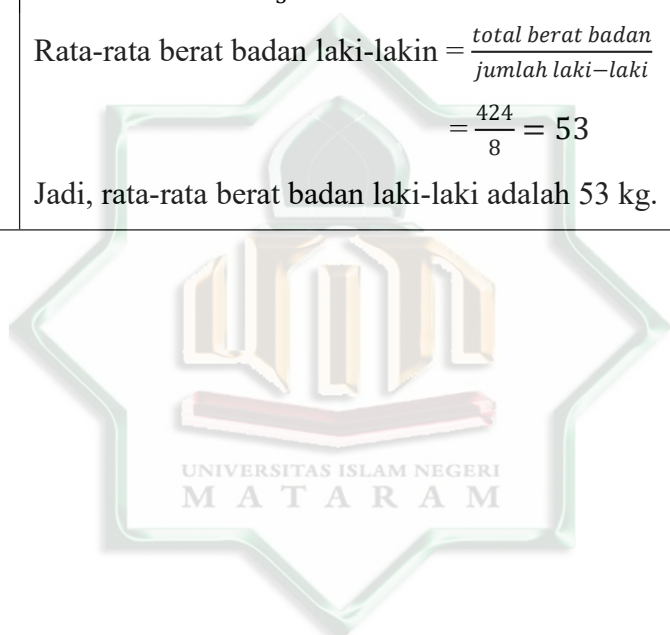 Rata-rata berat badan laki-lakin = total berat badan / jumlah laki−laki
= 424 / 8 = 53
Jadi, rata-rata berat badan laki-laki adalah 53 kg.
UNIVERSITAS ISLAM NEGERI
MATARAM